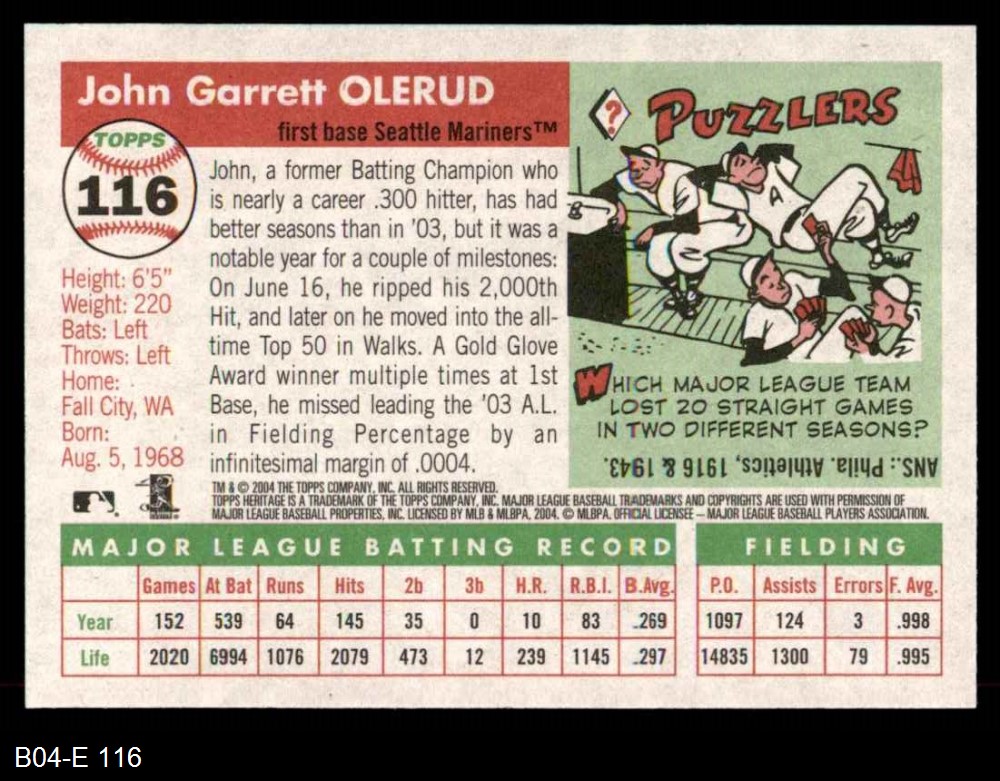 John Garrett OLERUD
first base Seattle Mariners™
TOPPS
116
Height: 6'5"
Weight: 220
Bats: Left
Throws: Left
Home:
Fall City, WA
Born:
Aug. 5, 1968
John, a former Batting Champion who
is nearly a career .300 hitter, has had
better seasons than in '03, but it was a
notable year for a couple of milestones:
On June 16, he ripped his 2,000th
Hit, and later on he moved into the all-
time Top 50 in Walks. A Gold Glove
Award winner multiple times at 1st
Base, he missed leading the '03 A.L.
in Fielding Percentage by an
infinitesimal margin of .0004.
? PUZZLERS
A
WHICH MAJOR LEAGUE TEAM
LOST 20 STRAIGHT GAMES
IN TWO DIFFERENT SEASONS?
ANS.: Phila. Athletics, 1916 & 1943.
TM & © 2004 THE TOPPS COMPANY, INC. ALL RIGHTS RESERVED.
TOPPS HERITAGE IS A TRADEMARK OF THE TOPPS COMPANY, INC. MAJOR LEAGUE BASEBALL TRADEMARKS AND COPYRIGHTS ARE USED WITH PERMISSION OF
MAJOR LEAGUE BASEBALL PROPERTIES, INC. LICENSED BY MLB & MLBPA, 2004. © MLBPA. OFFICIAL LICENSEE – MAJOR LEAGUE BASEBALL PLAYERS ASSOCIATION.
MAJOR LEAGUE BATTING RECORD FIELDING
Games At Bat Runs Hits 2b 3b H.R. R.B.I. B.Avg. P.O. Assists Errors F. Avg.
Year 152 539 64 145 35 0 10 83 .269 1097 124 3 .998
Life 2020 6994 1076 2079 473 12 239 1145 .297 14835 1300 79 .995
B04-E 116